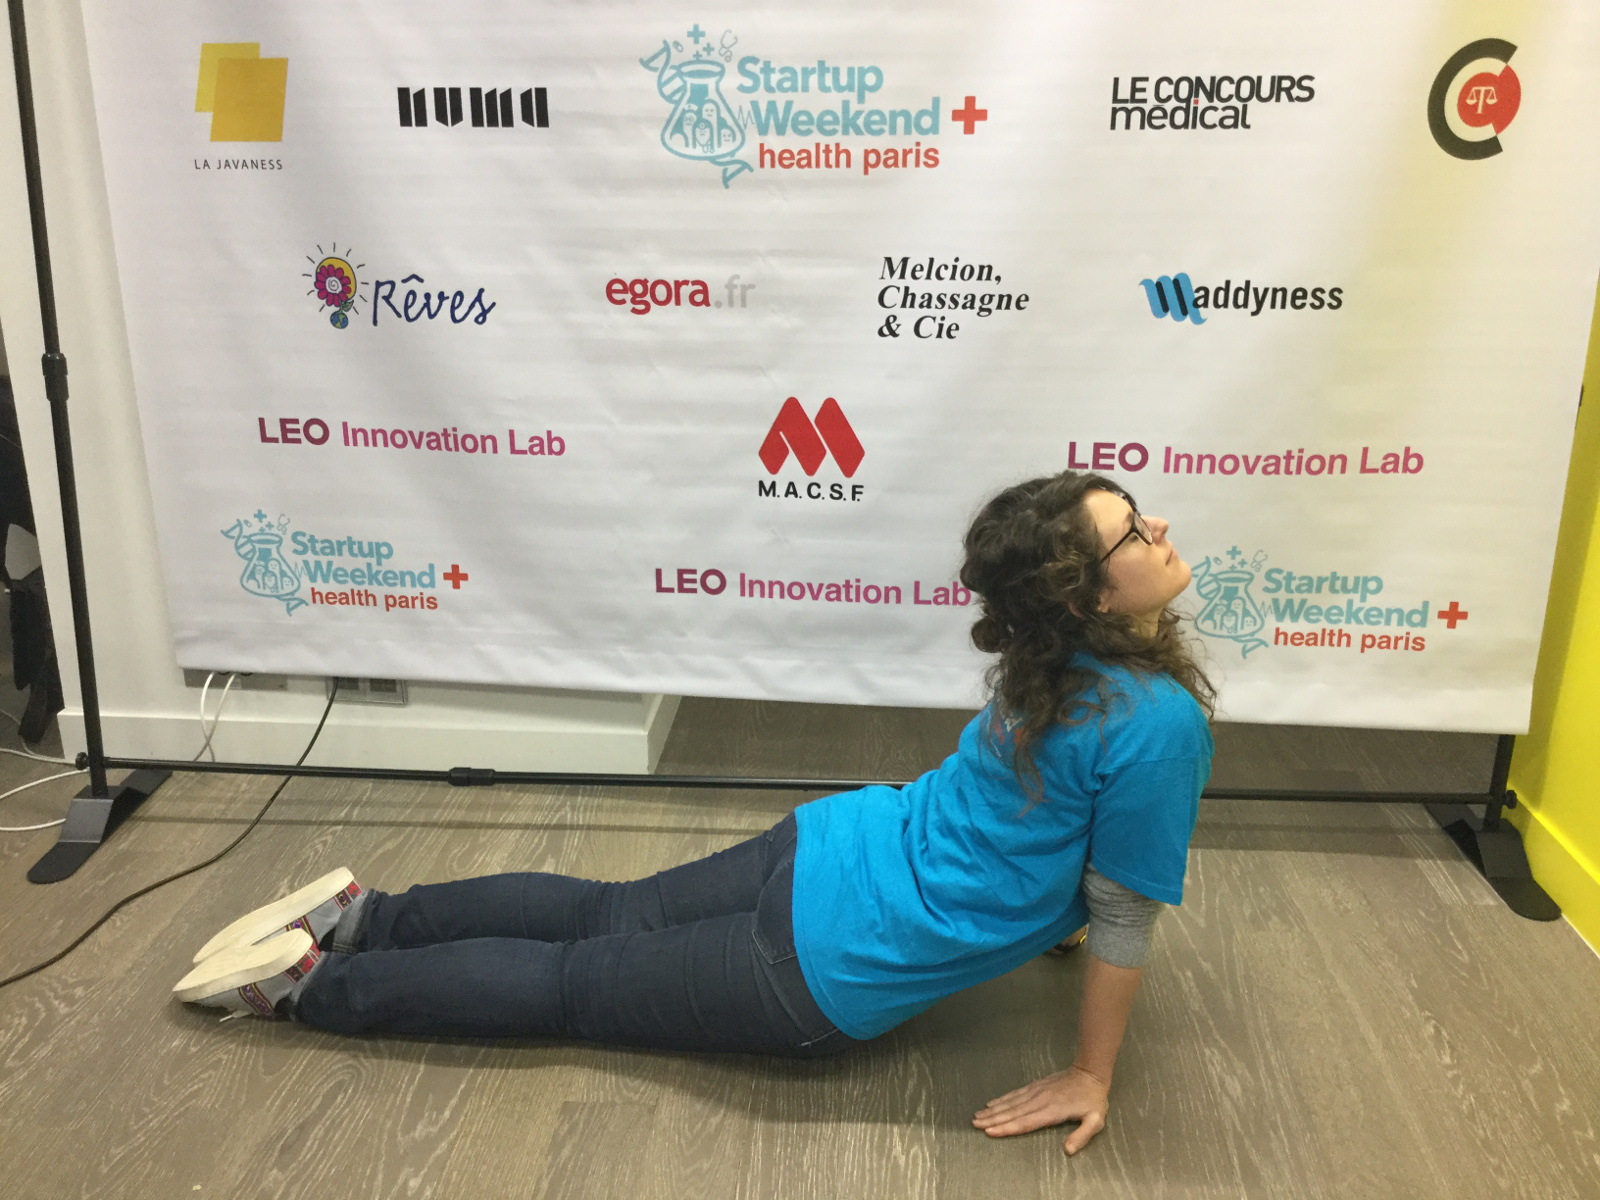 Startup
Weekend +
health paris
LA JAVANESS
NUMA
LE CONCOURS
médical
Rêves
egora.fr
Melcion,
Chassagne
& Cie
Maddyness
LEO Innovation Lab
M.A.C.S.F.
LEO Innovation Lab
Startup
Weekend +
health paris
LEO Innovation Lab
Startup
Weekend +
health paris